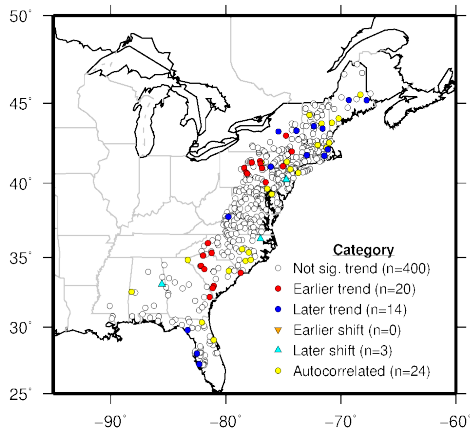 50°
45°
40°
35°
30°
25°
Category
Not sig. trend (n=400)
Earlier trend (n=20)
Later trend (n=14)
Earlier shift (n=0)
Later shift (n=3)
Autocorrelated (n=24)
−90° −80° −70° −60°